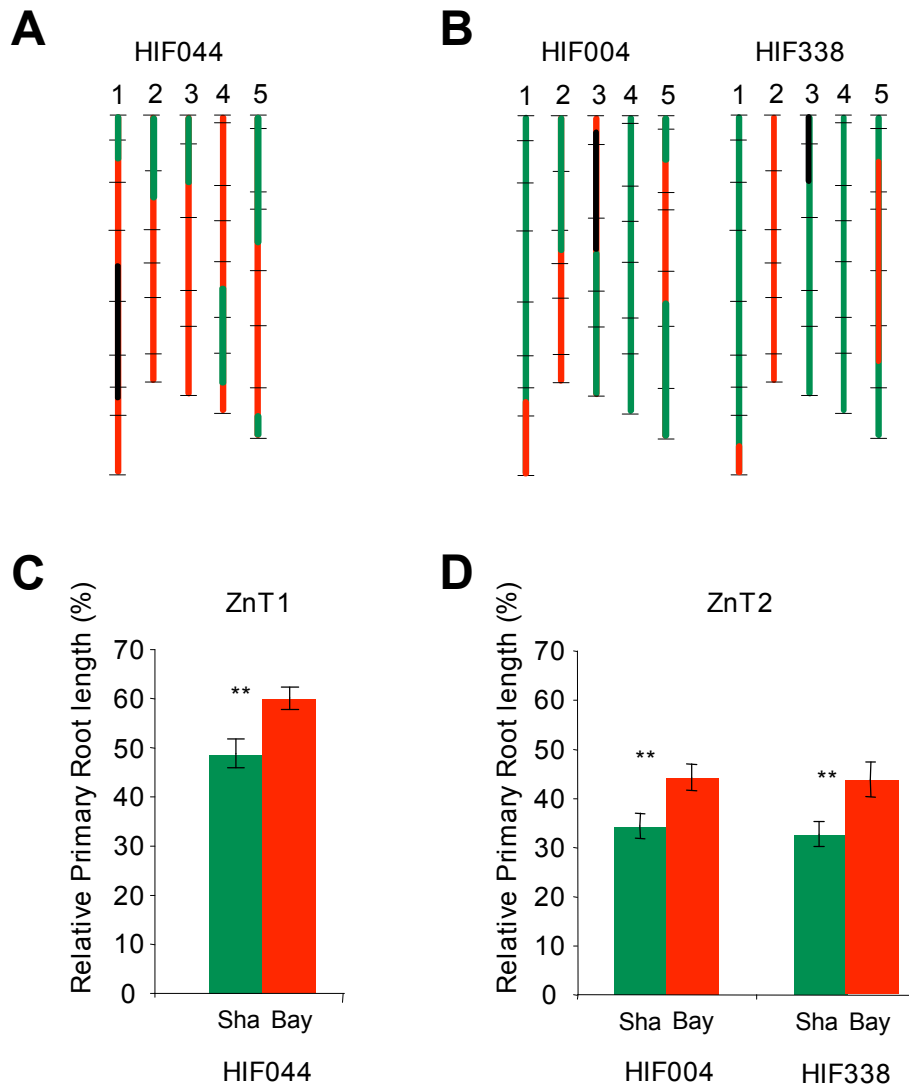 A
B
HIF044
HIF004
HIF338
1 2 3 4 5
1 2 3 4 5
1 2 3 4 5
C
D
ZnT1
ZnT2
Relative Primary Root length (%)
70
60
50
40
30
20
10
0
**
Sha Bay
HIF044
Relative Primary Root length (%)
70
60
50
40
30
20
10
0
**
**
Sha Bay
Sha Bay
HIF004
HIF338